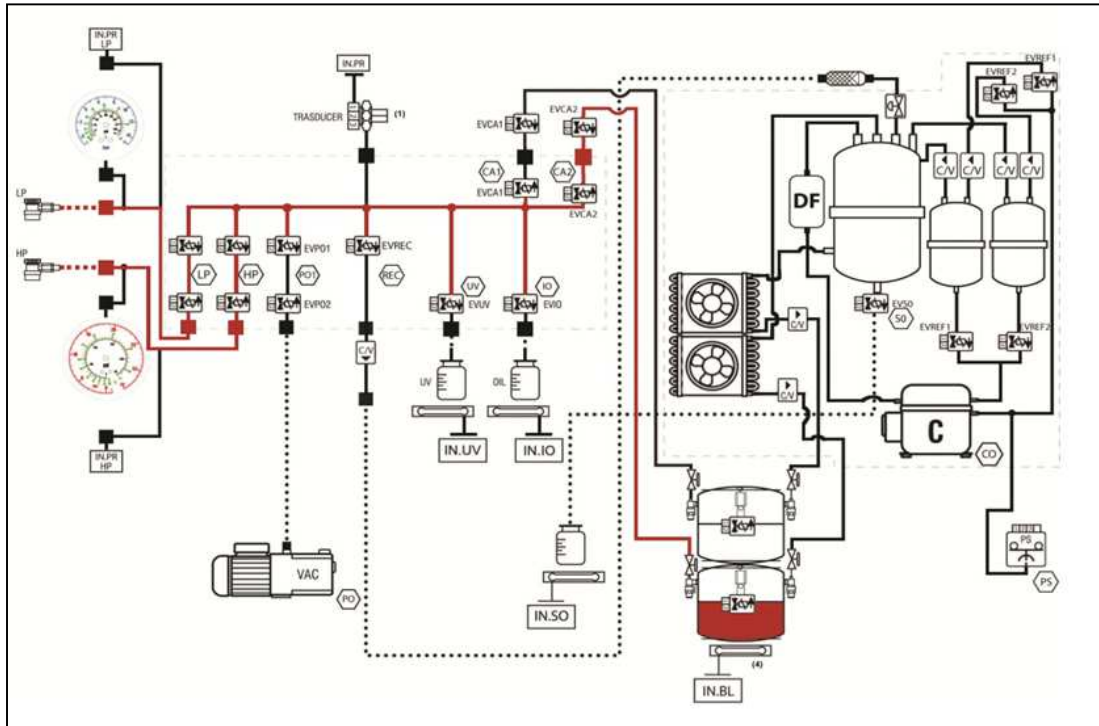 IN.PR
LP
IN.PR
TRASDUCER
(1)
EVCA1
EVCA2
CA1
CA2
EVCA1
EVCA2
EVREF1
EVREF2
C/V
C/V
C/V
C/V
DF
LP
HP
LP
HP
EVPO1
PO1
EVPO2
EVREC
REC
UV
EVUV
IO
EVIO
C/V
UV
OIL
IN.UV
IN.IO
C/V
C/V
EVSO
SO
EVREF1
EVREF2
C
CO
IN.PR
HP
VAC
PO
IN.SO
PS
PS
(4)
IN.BL